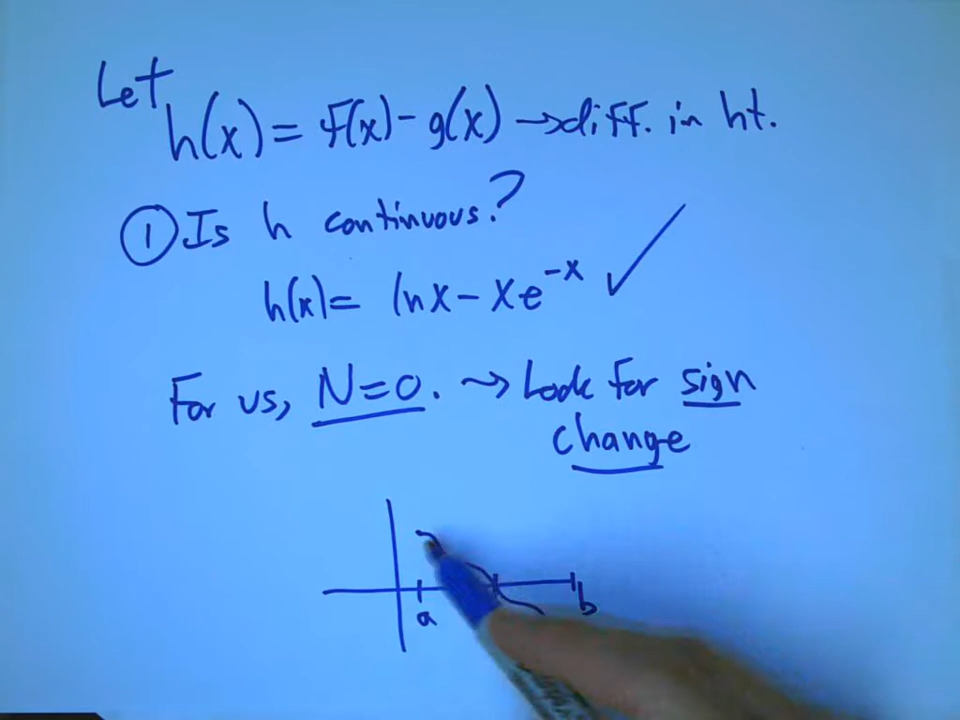 Let
h(x) = f(x) - g(x) → diff. in ht.
① Is h continuous?
h(x) = ln x - xe^{-x} ✓
For us, N=0. ⤳ Look for sign
change
a
b